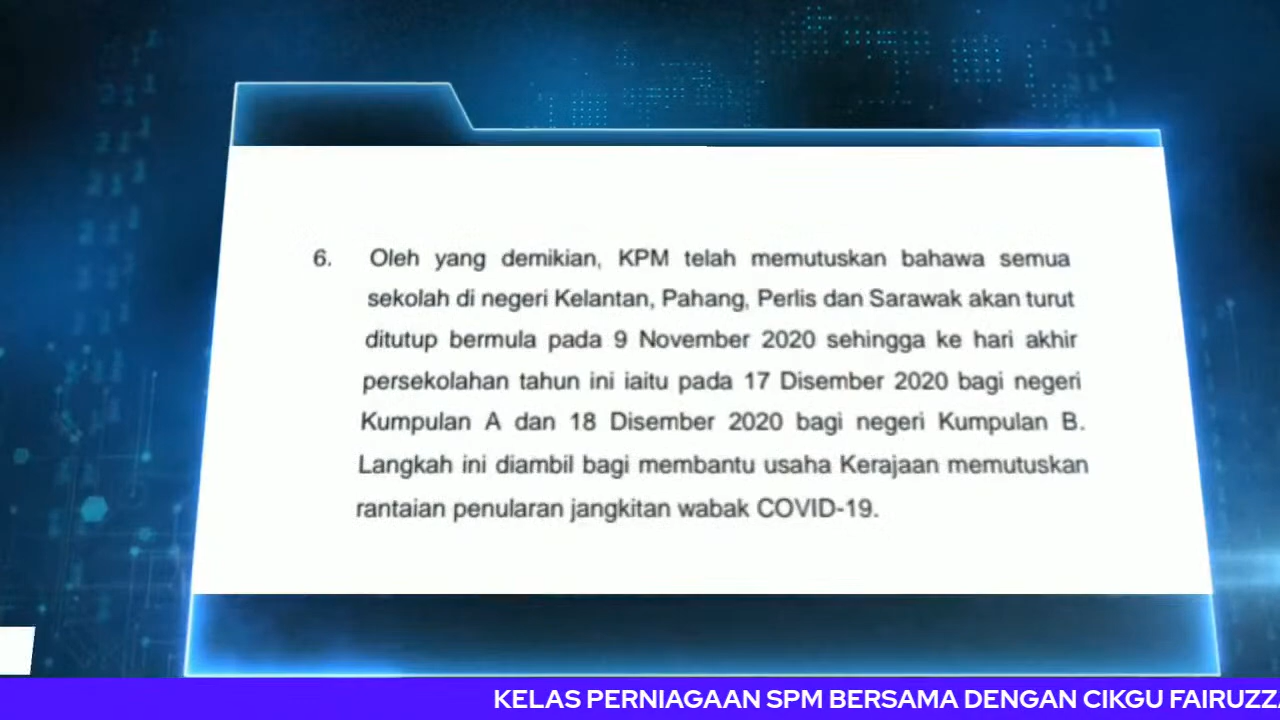 6. Oleh yang demikian, KPM telah memutuskan bahawa semua
sekolah di negeri Kelantan, Pahang, Perlis dan Sarawak akan turut
ditutup bermula pada 9 November 2020 sehingga ke hari akhir
persekolahan tahun ini iaitu pada 17 Disember 2020 bagi negeri
Kumpulan A dan 18 Disember 2020 bagi negeri Kumpulan B.
Langkah ini diambil bagi membantu usaha Kerajaan memutuskan
rantaian penularan jangkitan wabak COVID-19.
KELAS PERNIAGAAN SPM BERSAMA DENGAN CIKGU